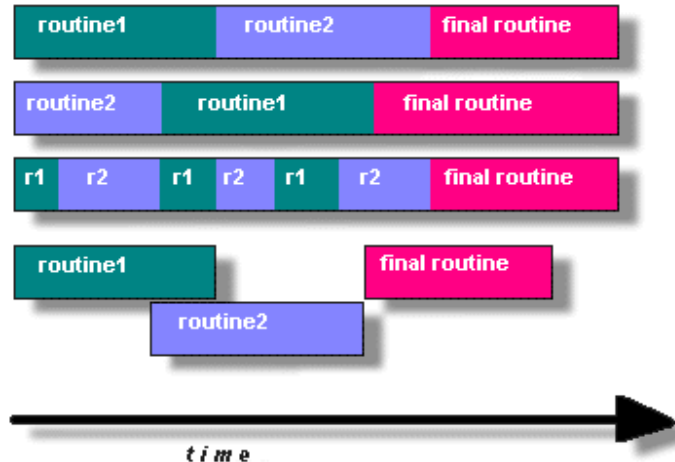 routine1 routine2 final routine
routine2 routine1 final routine
r1 r2 r1 r2 r1 r2 final routine
routine1 final routine
routine2
time